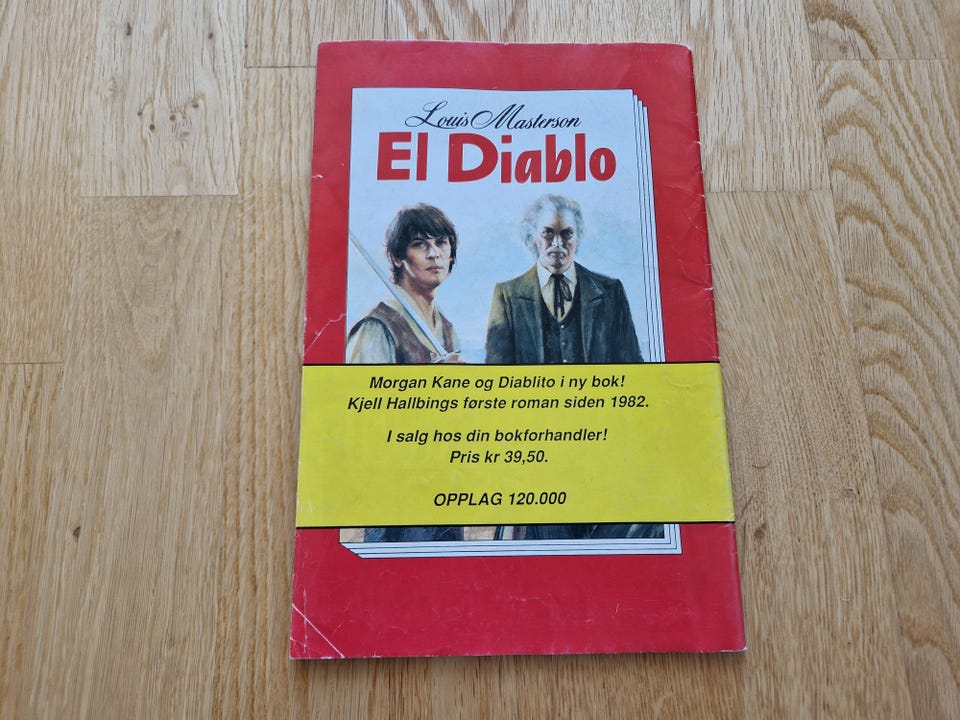 Louis Masterson
El Diablo
Morgan Kane og Diablito i ny bok!
Kjell Hallbings første roman siden 1982.
I salg hos din bokforhandler!
Pris kr 39,50.
OPPLAG 120.000